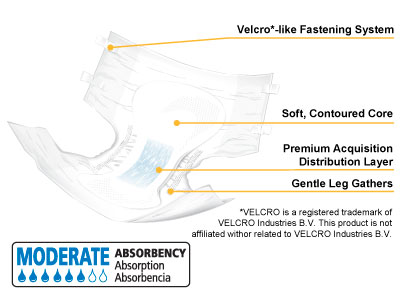 Velcro*-like Fastening System
Soft, Contoured Core
Premium Acquisition
Distribution Layer
Gentle Leg Gathers
*VELCRO is a registered trademark of
VELCRO Industries B.V. This product is not
affiliated withor related to VELCRO Industries B.V.
MODERATE ABSORBENCY
Absorption
Absorbencia